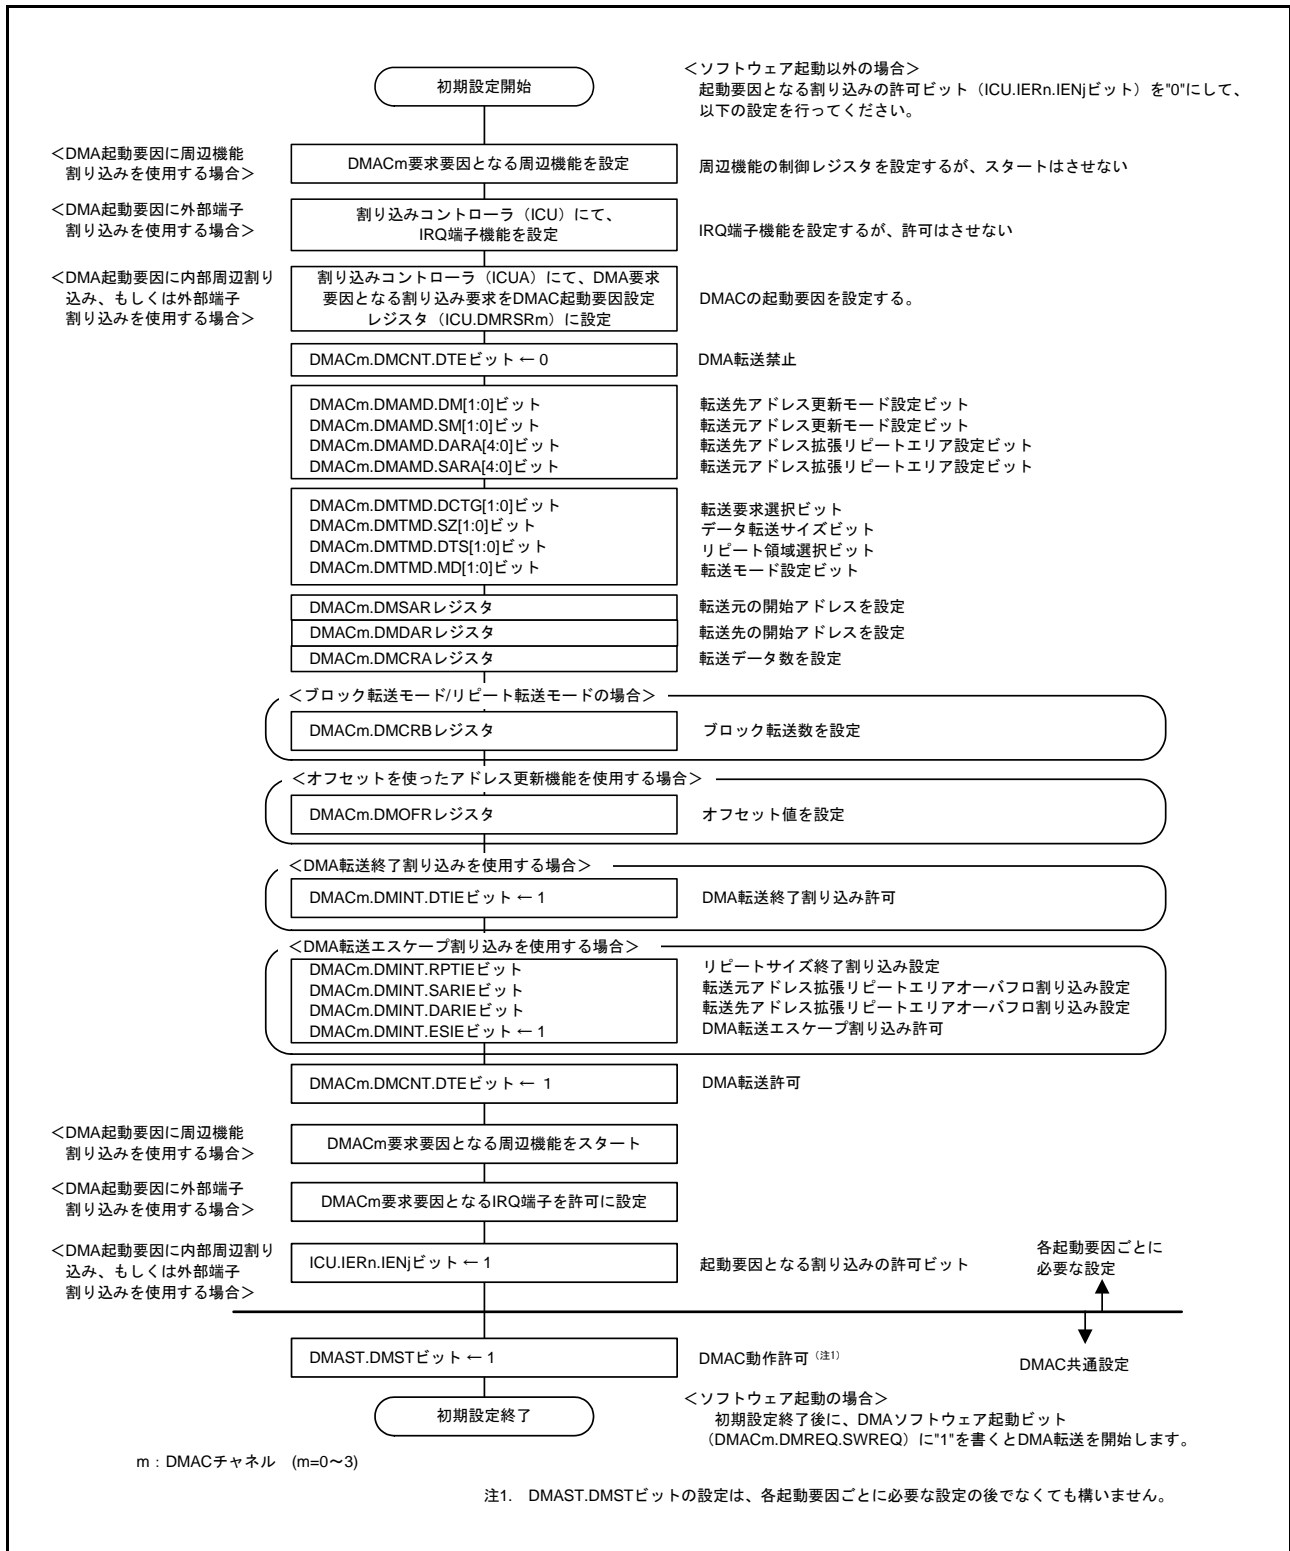 初期設定開始
＜ソフトウェア起動以外の場合＞
起動要因となる割り込みの許可ビット（ICU.IERn.IENjビット）を"0"にして、
以下の設定を行ってください。
＜DMA起動要因に周辺機能
割り込みを使用する場合＞
DMACm要求要因となる周辺機能を設定
周辺機能の制御レジスタを設定するが、スタートはさせない
＜DMA起動要因に外部端子
割り込みを使用する場合＞
割り込みコントローラ（ICU）にて、
IRQ端子機能を設定
IRQ端子機能を設定するが、許可はさせない
＜DMA起動要因に内部周辺割り
込み、もしくは外部端子
割り込みを使用する場合＞
割り込みコントローラ（ICUA）にて、DMA要求
要因となる割り込み要求をDMAC起動要因設定
レジスタ（ICU.DMRSRm）に設定
DMACの起動要因を設定する。
DMACm.DMCNT.DTEビット ← 0
DMA転送禁止
DMACm.DMAMD.DM[1:0]ビット
転送先アドレス更新モード設定ビット
DMACm.DMAMD.SM[1:0]ビット
転送元アドレス更新モード設定ビット
DMACm.DMAMD.DARA[4:0]ビット
転送先アドレス拡張リピートエリア設定ビット
DMACm.DMAMD.SARA[4:0]ビット
転送元アドレス拡張リピートエリア設定ビット
DMACm.DMTMD.DCTG[1:0]ビット
転送要求選択ビット
DMACm.DMTMD.SZ[1:0]ビット
データ転送サイズビット
DMACm.DMTMD.DTS[1:0]ビット
リピート領域選択ビット
DMACm.DMTMD.MD[1:0]ビット
転送モード設定ビット
DMACm.DMSARレジスタ
転送元の開始アドレスを設定
DMACm.DMDARレジスタ
転送先の開始アドレスを設定
DMACm.DMCRAレジスタ
転送データ数を設定
＜ブロック転送モード/リピート転送モードの場合＞
DMACm.DMCRBレジスタ
ブロック転送数を設定
＜オフセットを使ったアドレス更新機能を使用する場合＞
DMACm.DMOFRレジスタ
オフセット値を設定
＜DMA転送終了割り込みを使用する場合＞
DMACm.DMINT.DTIEビット ← 1
DMA転送終了割り込み許可
＜DMA転送エスケープ割り込みを使用する場合＞
DMACm.DMINT.RPTIEビット
リピートサイズ終了割り込み設定
DMACm.DMINT.SARIEビット
転送元アドレス拡張リピートエリアオーバフロ割り込み設定
DMACm.DMINT.DARIEビット
転送先アドレス拡張リピートエリアオーバフロ割り込み設定
DMACm.DMINT.ESIEビット ← 1
DMA転送エスケープ割り込み許可
DMACm.DMCNT.DTEビット ← 1
DMA転送許可
＜DMA起動要因に周辺機能
割り込みを使用する場合＞
DMACm要求要因となる周辺機能をスタート
＜DMA起動要因に外部端子
割り込みを使用する場合＞
DMACm要求要因となるIRQ端子を許可に設定
＜DMA起動要因に内部周辺割り
込み、もしくは外部端子
割り込みを使用する場合＞
ICU.IERn.IENjビット ← 1
起動要因となる割り込みの許可ビット
各起動要因ごとに
必要な設定
DMAST.DMSTビット ← 1
DMAC動作許可（注1）
DMAC共通設定
初期設定終了
＜ソフトウェア起動の場合＞
初期設定終了後に、DMAソフトウェア起動ビット
（DMACm.DMREQ.SWREQ）に"1"を書くとDMA転送を開始します。
m：DMACチャネル (m=0～3)
注1. DMAST.DMSTビットの設定は、各起動要因ごとに必要な設定の後でなくても構いません。